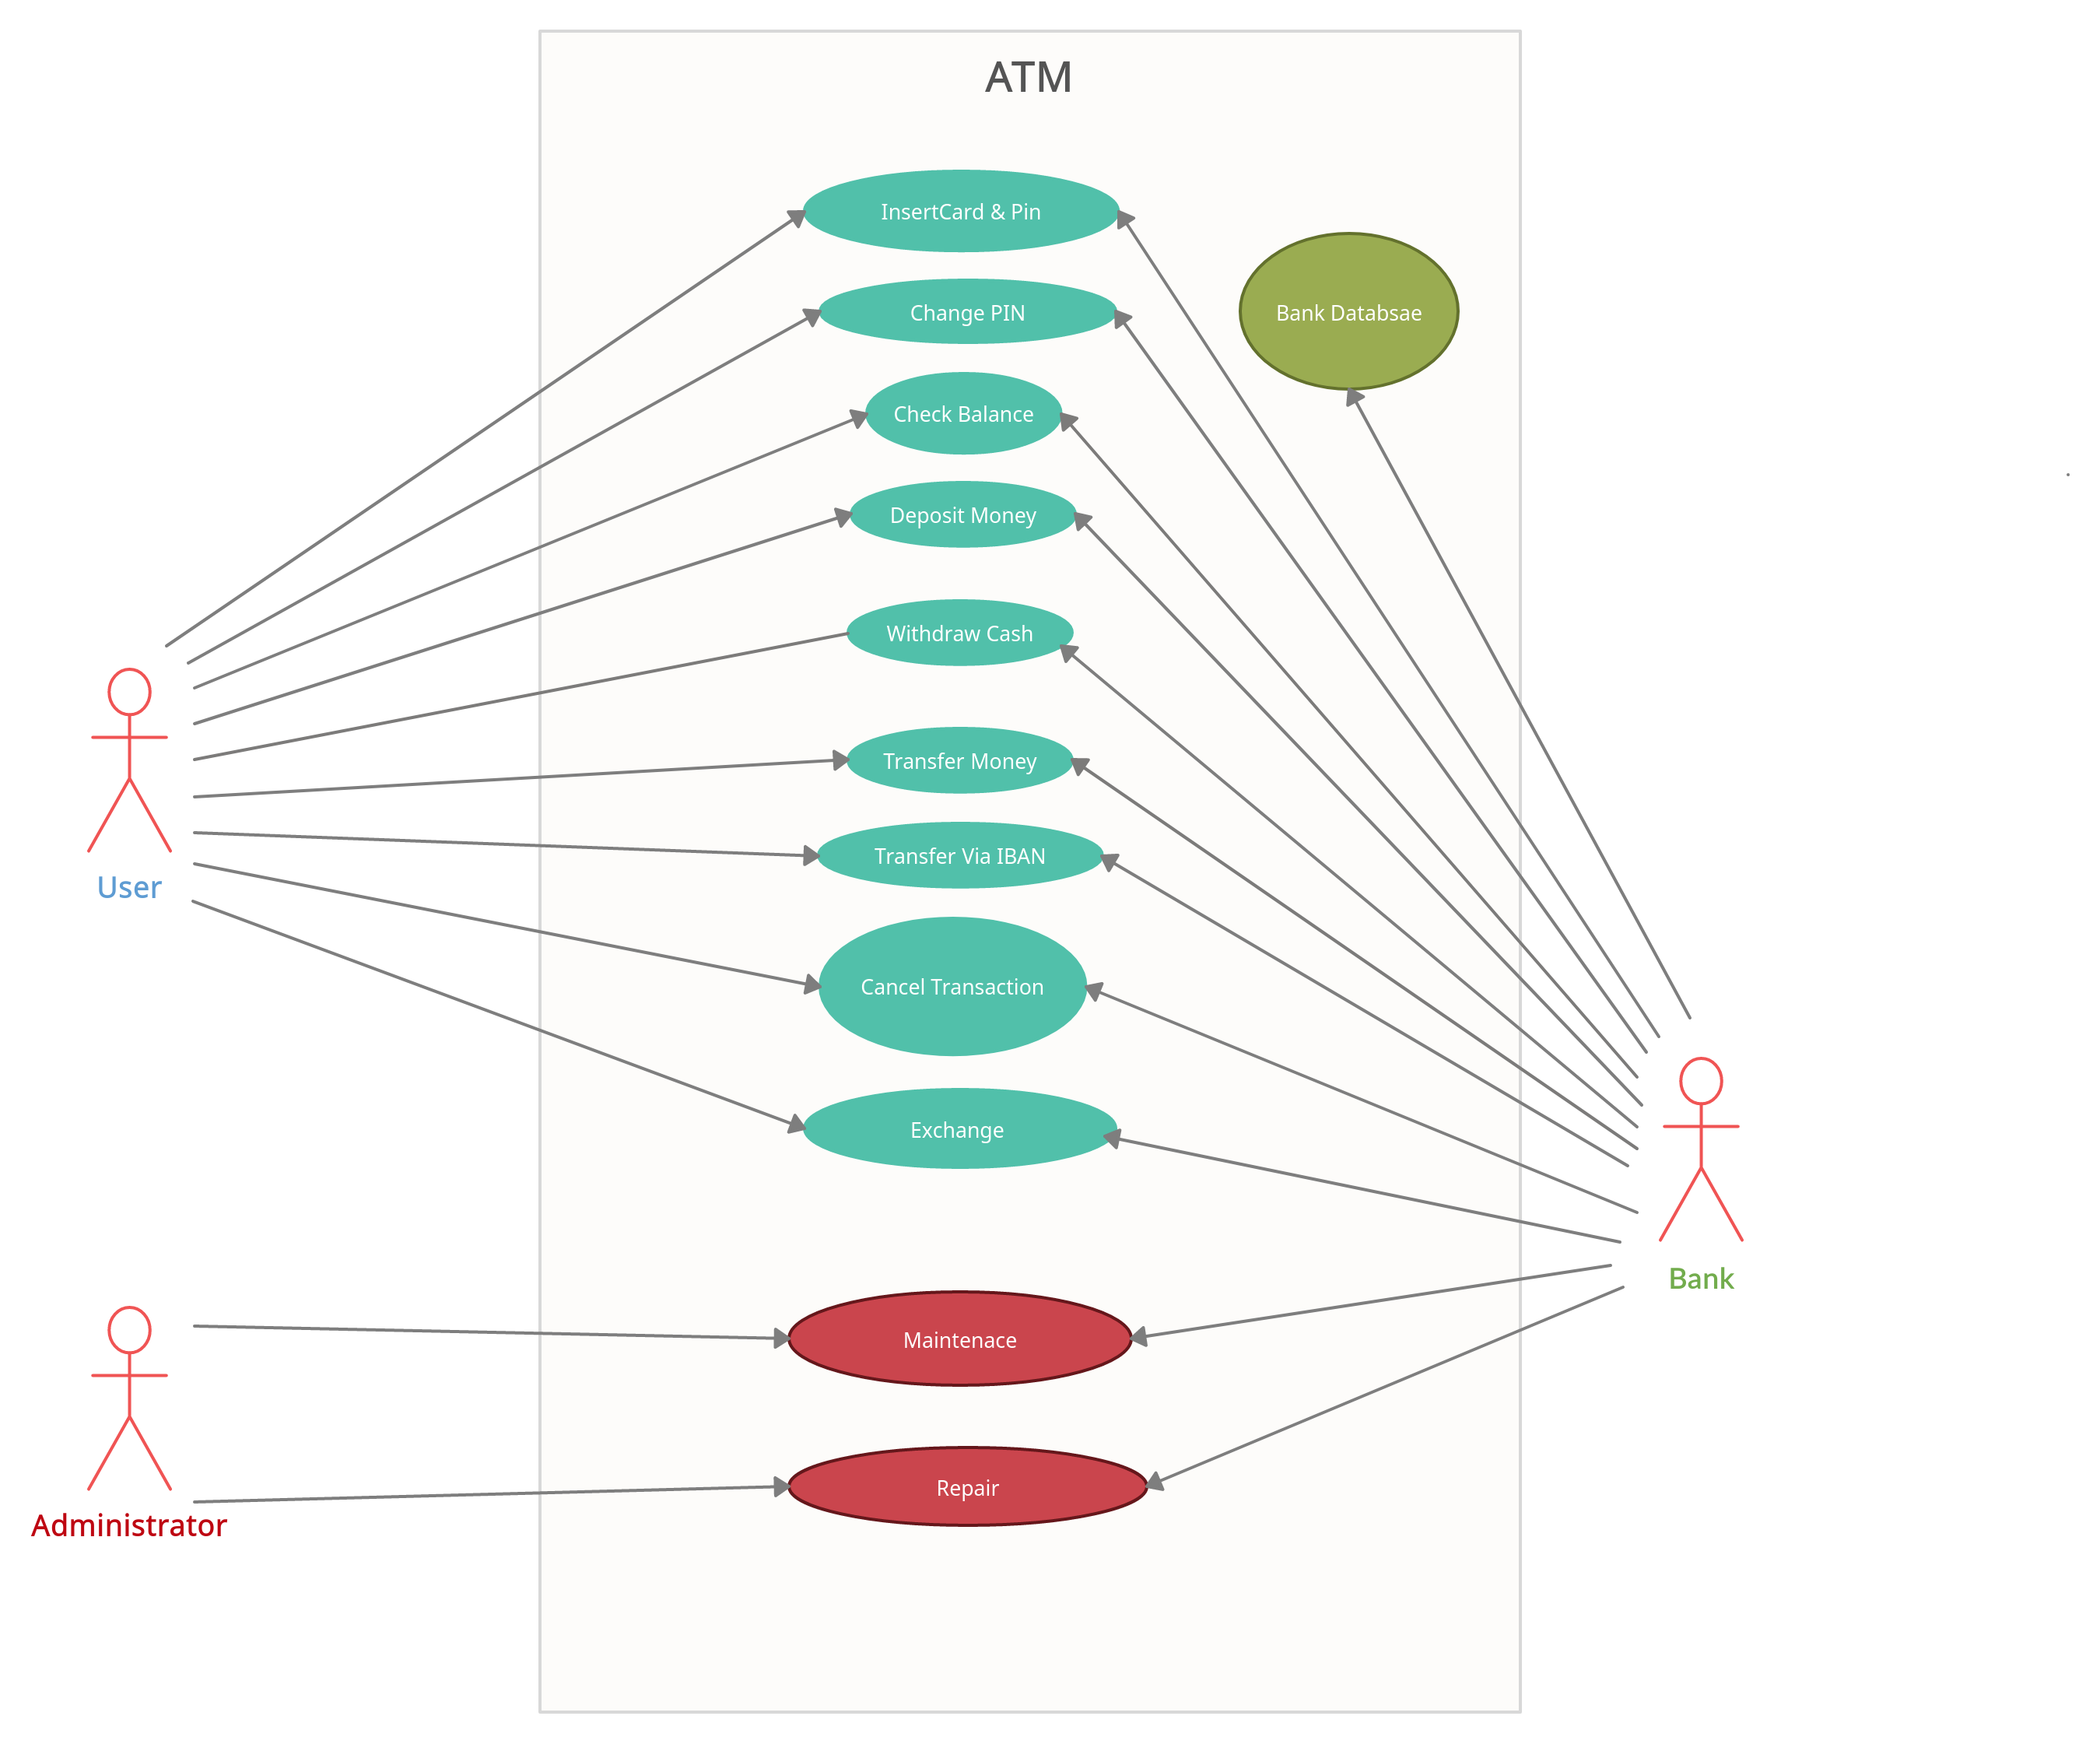 ATM
InsertCard & Pin
Change PIN
Bank Databsae
Check Balance
Deposit Money
Withdraw Cash
Transfer Money
Transfer Via IBAN
User
Cancel Transaction
Exchange
Bank
Maintenace
Repair
Administrator